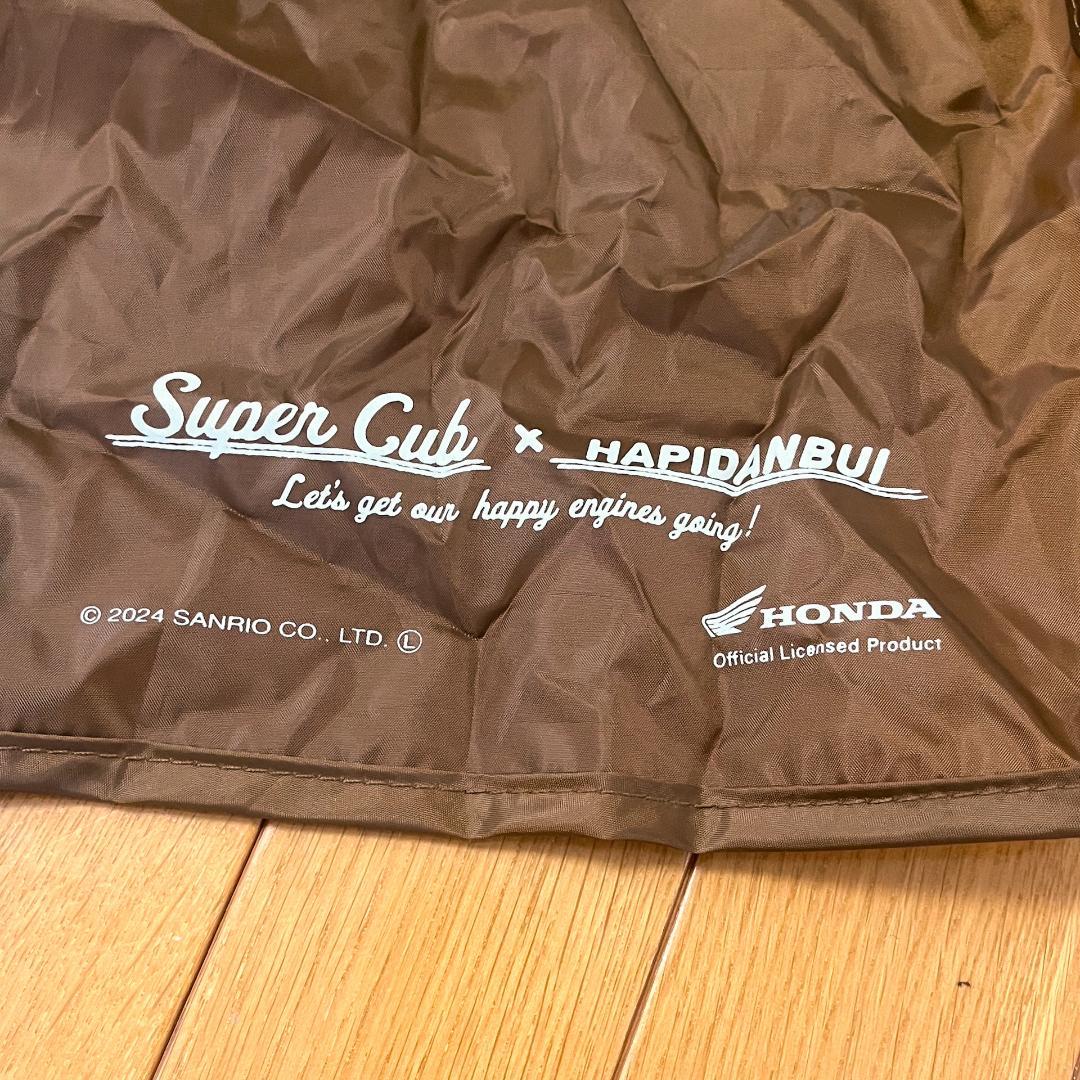 Super Cub × HAPIDANBUI
Let's get our happy engines going!
© 2024 SANRIO CO., LTD. Ⓛ
HONDA
Official Licensed Product